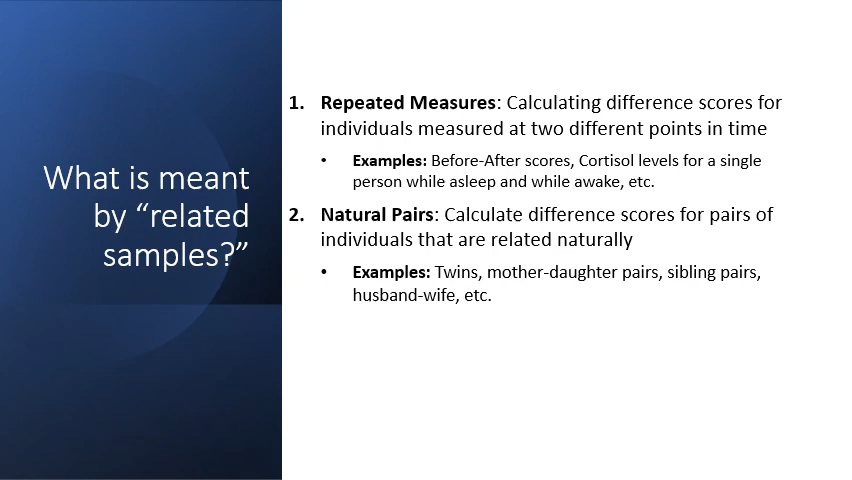 What is meant
by “related
samples?”
1. Repeated Measures: Calculating difference scores for
individuals measured at two different points in time
• Examples: Before-After scores, Cortisol levels for a single
person while asleep and while awake, etc.
2. Natural Pairs: Calculate difference scores for pairs of
individuals that are related naturally
• Examples: Twins, mother-daughter pairs, sibling pairs,
husband-wife, etc.